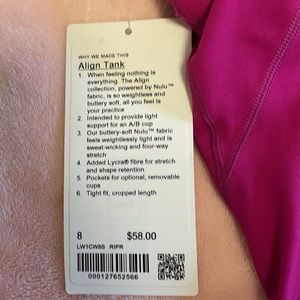 WHY WE MADE THIS
Align Tank
1. When feeling nothing is
everything. The Align
collection, powered by Nulu™
fabric, is so weightless and
buttery soft, all you feel is
your practice
2. Intended to provide light
support for an A/B cup
3. Our buttery-soft Nulu™ fabric
feels weightlessly light and is
sweat-wicking and four-way
stretch
4. Added Lycra® fibre for stretch
and shape retention
5. Pockets for optional, removable
cups
6. Tight fit, cropped length
8 $58.00
LW1CW8S RIPR
000127652566